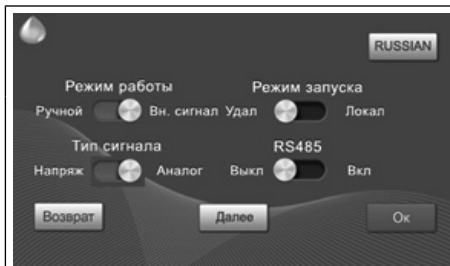 RUSSIAN
Режим работы Режим запуска
Ручной Вн. сигнал Удал Локал
Тип сигнала RS485
Напряж Аналог Выкл Вкл
Возврат Далее Ок